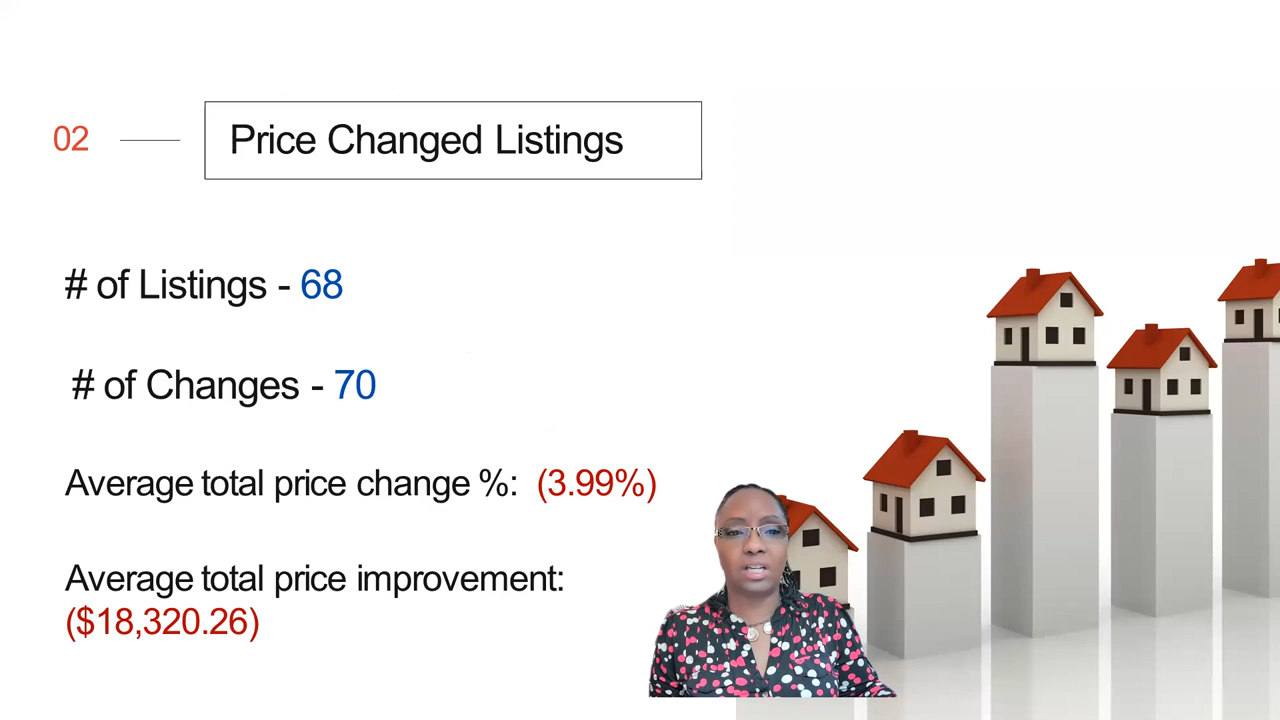 02
Price Changed Listings
# of Listings - 68
# of Changes - 70
Average total price change %: (3.99%)
Average total price improvement:
($18,320.26)